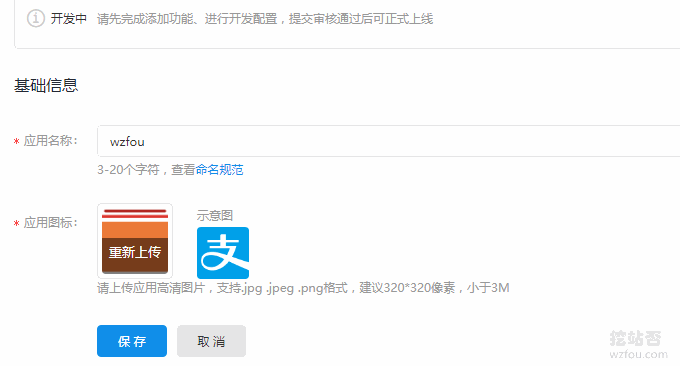 开发中 请先完成添加功能、进行开发配置，提交审核通过后可正式上线
基础信息
* 应用名称： wzfou
3-20个字符，查看命名规范
* 应用图标： 示意图
重新上传
支
请上传应用高清图片，支持.jpg .jpeg .png格式，建议320*320像素，小于3M
保存 取消
挖站否
wzfou.com